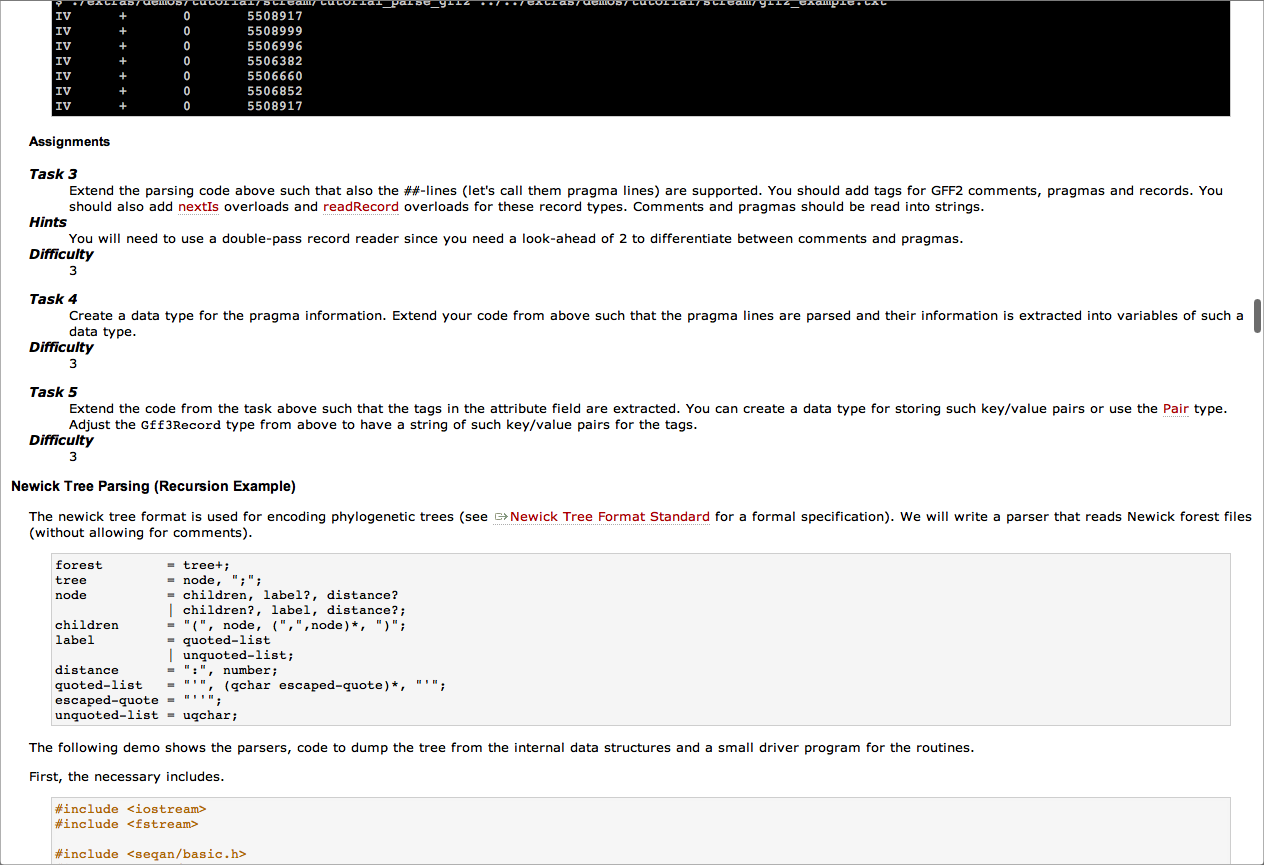 $ ./extras/demos/tutorial/stream/tutorial_parse_gff2 ../../extras/demos/tutorial/stream/gff2_example.txt
IV + 0 5508917
IV + 0 5508999
IV + 0 5506996
IV + 0 5506382
IV + 0 5506660
IV + 0 5506852
IV + 0 5508917
Assignments
Task 3
Extend the parsing code above such that also the ##-lines (let's call them pragma lines) are supported. You should add tags for GFF2 comments, pragmas and records. You
should also add nextIs overloads and readRecord overloads for these record types. Comments and pragmas should be read into strings.
Hints
You will need to use a double-pass record reader since you need a look-ahead of 2 to differentiate between comments and pragmas.
Difficulty
3
Task 4
Create a data type for the pragma information. Extend your code from above such that the pragma lines are parsed and their information is extracted into variables of such a
data type.
Difficulty
3
Task 5
Extend the code from the task above such that the tags in the attribute field are extracted. You can create a data type for storing such key/value pairs or use the Pair type.
Adjust the Gff3Record type from above to have a string of such key/value pairs for the tags.
Difficulty
3
Newick Tree Parsing (Recursion Example)
The newick tree format is used for encoding phylogenetic trees (see Newick Tree Format Standard for a formal specification). We will write a parser that reads Newick forest files
(without allowing for comments).
forest = tree+;
tree = node, ";";
node = children, label?, distance?
| children?, label, distance?;
children = "(", node, (",",node)*, ")";
label = quoted-list
| unquoted-list;
distance = ":", number;
quoted-list = "'", (qchar escaped-quote)*, "'";
escaped-quote = "''";
unquoted-list = uqchar;
The following demo shows the parsers, code to dump the tree from the internal data structures and a small driver program for the routines.
First, the necessary includes.
#include <iostream>
#include <fstream>
#include <seqan/basic.h>